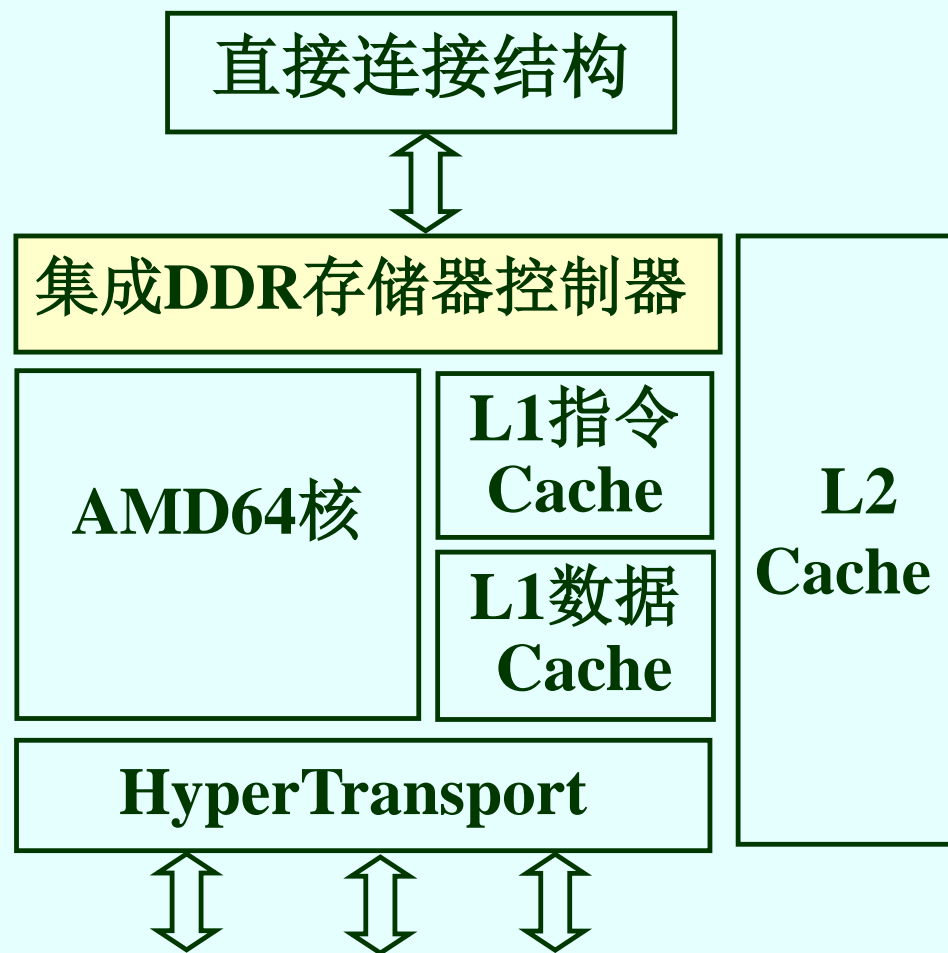 直接连接结构
集成DDR存储器控制器
AMD64核
L1指令
Cache
L1数据
Cache
L2
Cache
HyperTransport